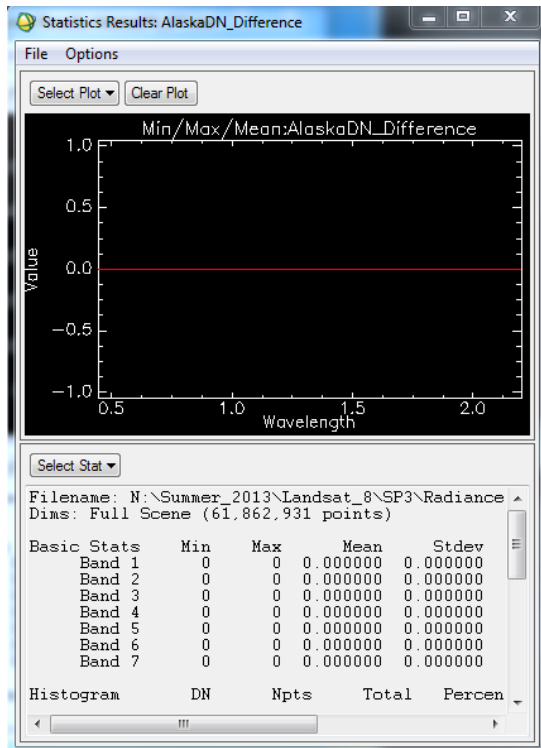 Statistics Results: AlaskaDN_Difference
File Options
Select Plot Clear Plot
Min/Max/Mean:AlaskaDN_Difference
1.0
0.5
0.0
-0.5
-1.0
Value
0.5 1.0 1.5 2.0
Wavelength
Select Stat
Filename: N:\Summer_2013\Landsat_8\SP3\Radiance
Dims: Full Scene (61,862,931 points)
Basic Stats Min Max Mean Stdev
Band 1 0 0 0.000000 0.000000
Band 2 0 0 0.000000 0.000000
Band 3 0 0 0.000000 0.000000
Band 4 0 0 0.000000 0.000000
Band 5 0 0 0.000000 0.000000
Band 6 0 0 0.000000 0.000000
Band 7 0 0 0.000000 0.000000
Histogram DN Npts Total Percen